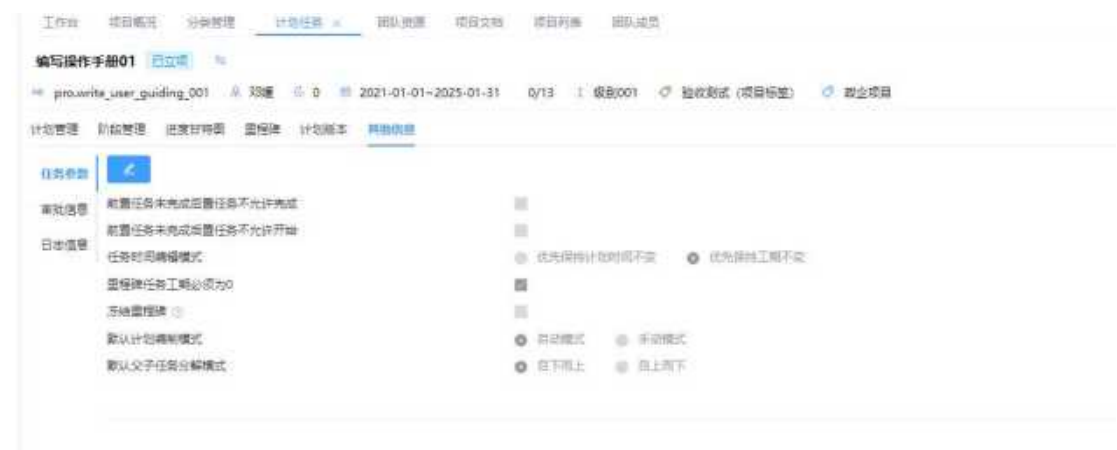 工作台 项目概况 分类管理 计划任务 × 团队资源 项目文档 项目列表 团队成员
编写操作手册01 已立项
pro.write_user_guiding_001 邓媛 0 2021-01-01~2025-01-31 0/13 级别001 验收测试 (项目标签) 政企项目
计划管理 阶段管理 进度甘特图 里程碑 计划版本 其他信息
任务参数
前置任务未完成后置任务不允许完成
审批信息
前置任务未完成后置任务不允许开始
日志信息
任务时间编辑模式 优先保持计划时间不变 优先保持工期不变
里程碑任务工期必须为0
冻结里程碑
默认计划编制模式 自动模式 手动模式
默认父子任务分解模式 自下而上 自上而下